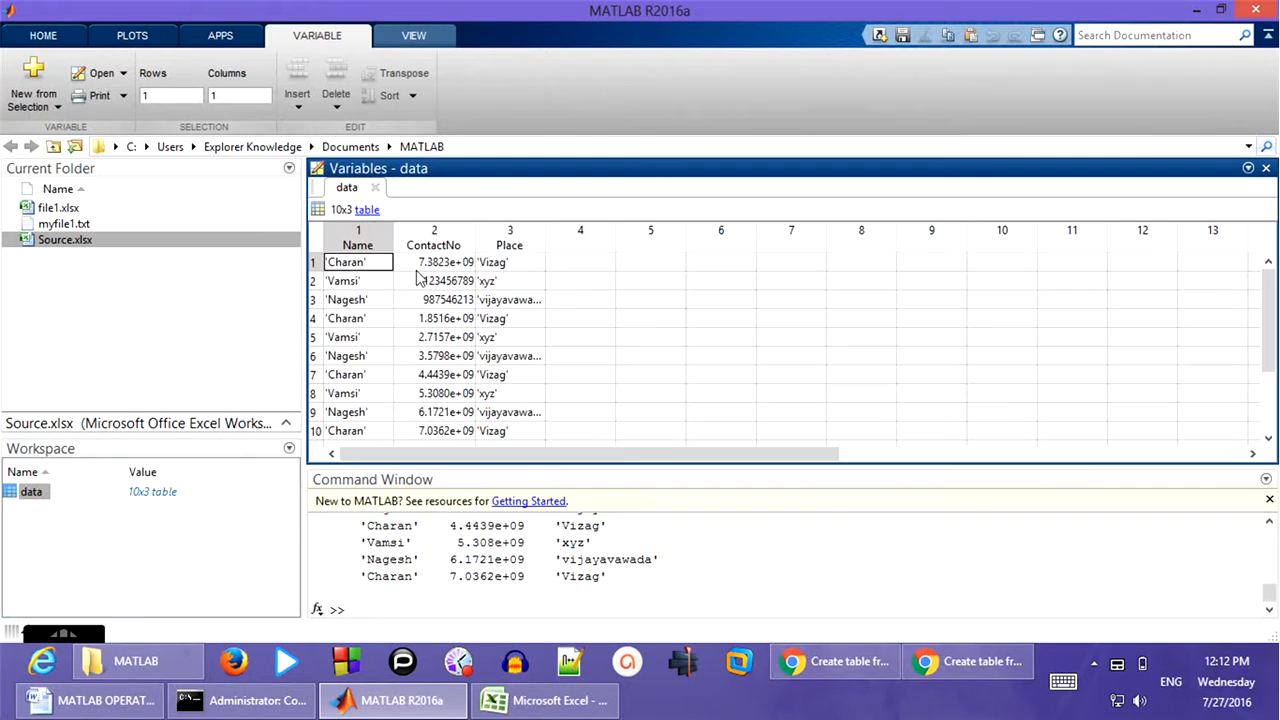 MATLAB R2016a
HOME PLOTS APPS VARIABLE VIEW Search Documentation
New from Selection Open Print Rows Columns 1 1 Insert Delete Transpose Sort
VARIABLE SELECTION EDIT
C: Users Explorer Knowledge Documents MATLAB
Current Folder
Name
file1.xlsx
myfile1.txt
Source.xlsx
Source.xlsx (Microsoft Office Excel Works...
Workspace
Name Value
data 10x3 table
Variables - data
data
10x3 table
1 2 3 4 5 6 7 8 9 10 11 12 13
Name ContactNo Place
1 'Charan' 7.3823e+09 'Vizag'
2 'Vamsi' 123456789 'xyz'
3 'Nagesh' 987546213 'vijayavawa...
4 'Charan' 1.8516e+09 'Vizag'
5 'Vamsi' 2.7157e+09 'xyz'
6 'Nagesh' 3.5798e+09 'vijayavawa...
7 'Charan' 4.4439e+09 'Vizag'
8 'Vamsi' 5.3080e+09 'xyz'
9 'Nagesh' 6.1721e+09 'vijayavawa...
10 'Charan' 7.0362e+09 'Vizag'
Command Window
New to MATLAB? See resources for Getting Started.
'Charan' 4.4439e+09 'Vizag'
'Vamsi' 5.308e+09 'xyz'
'Nagesh' 6.1721e+09 'vijayavawada'
'Charan' 7.0362e+09 'Vizag'
fx >>
MATLAB Create table fr... Create table fr... 12:12 PM
ENG Wednesday
MATLAB OPERAT... Administrator: Co... MATLAB R2016a Microsoft Excel - ... 7/27/2016